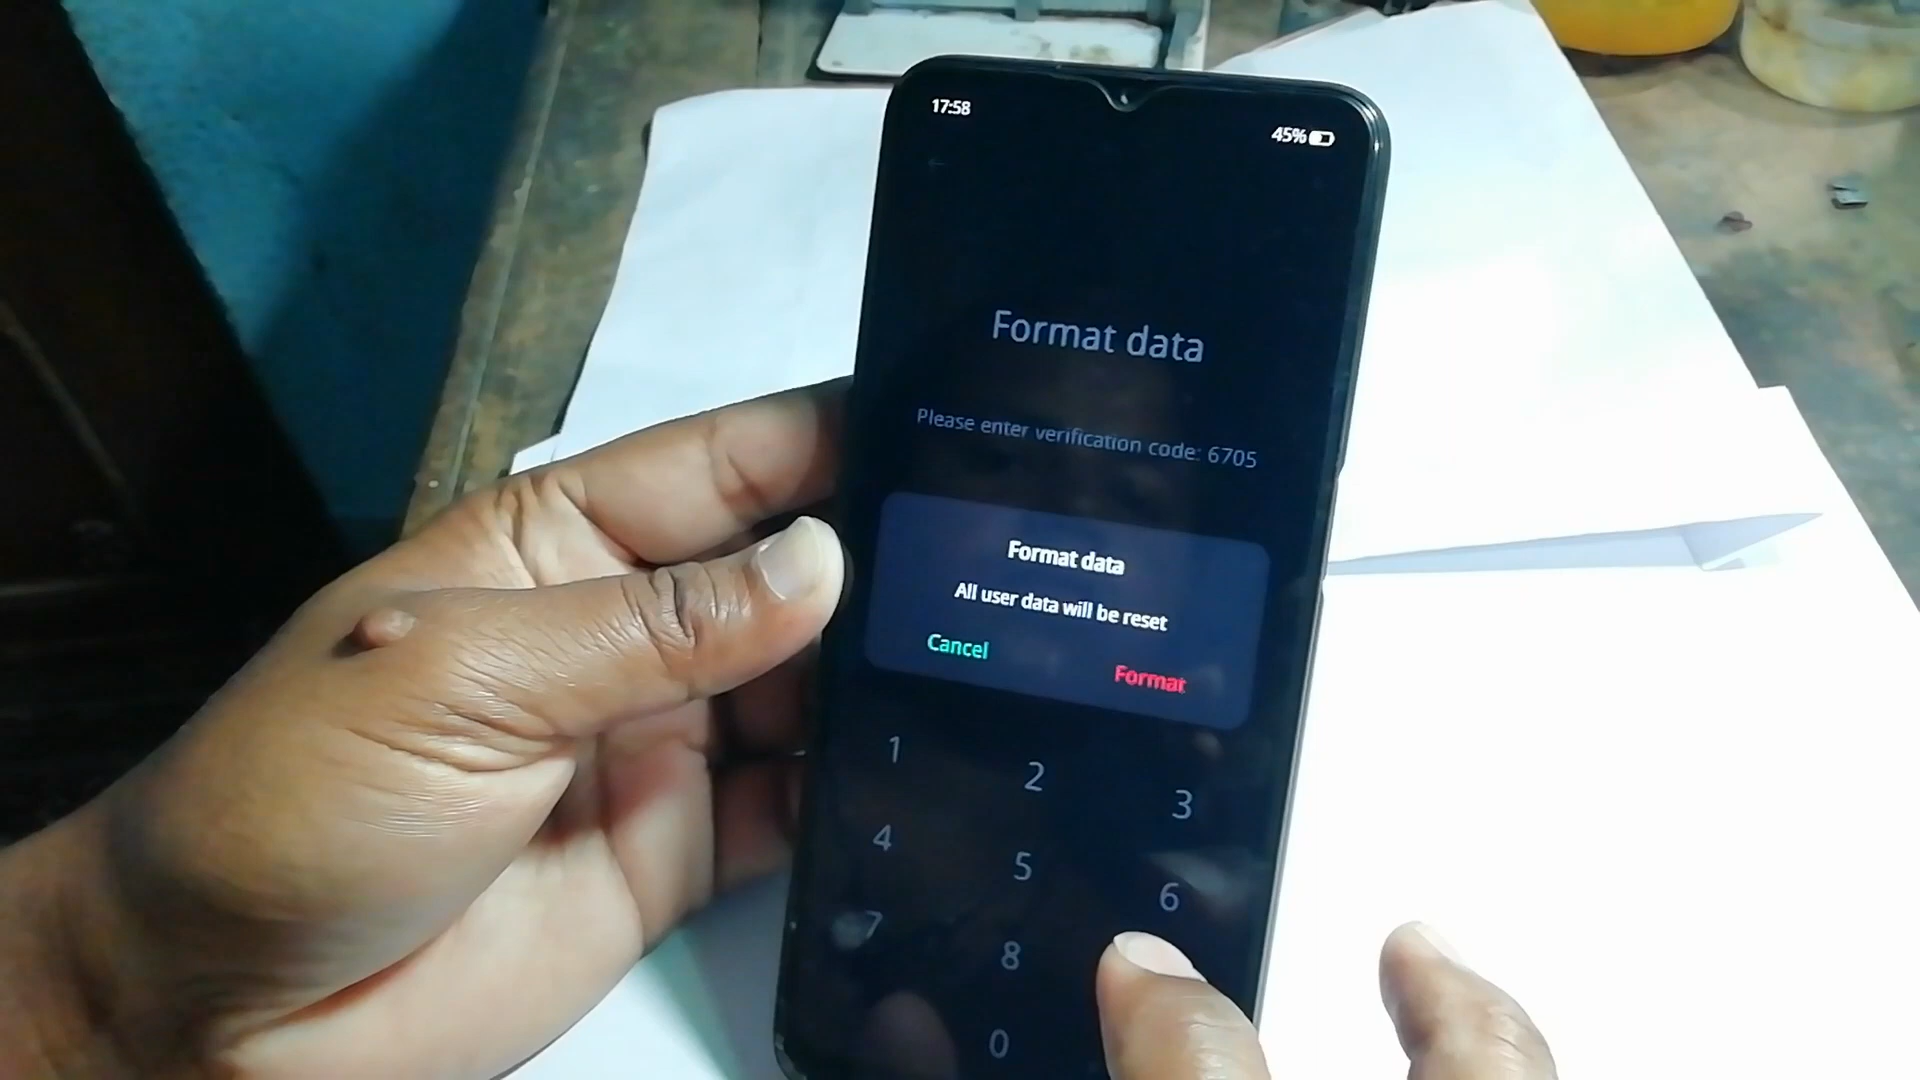 17:58
45%
Format data
Please enter verification code: 6705
Format data
All user data will be reset
Cancel
Format
1
2
3
4
5
6
7
8
0